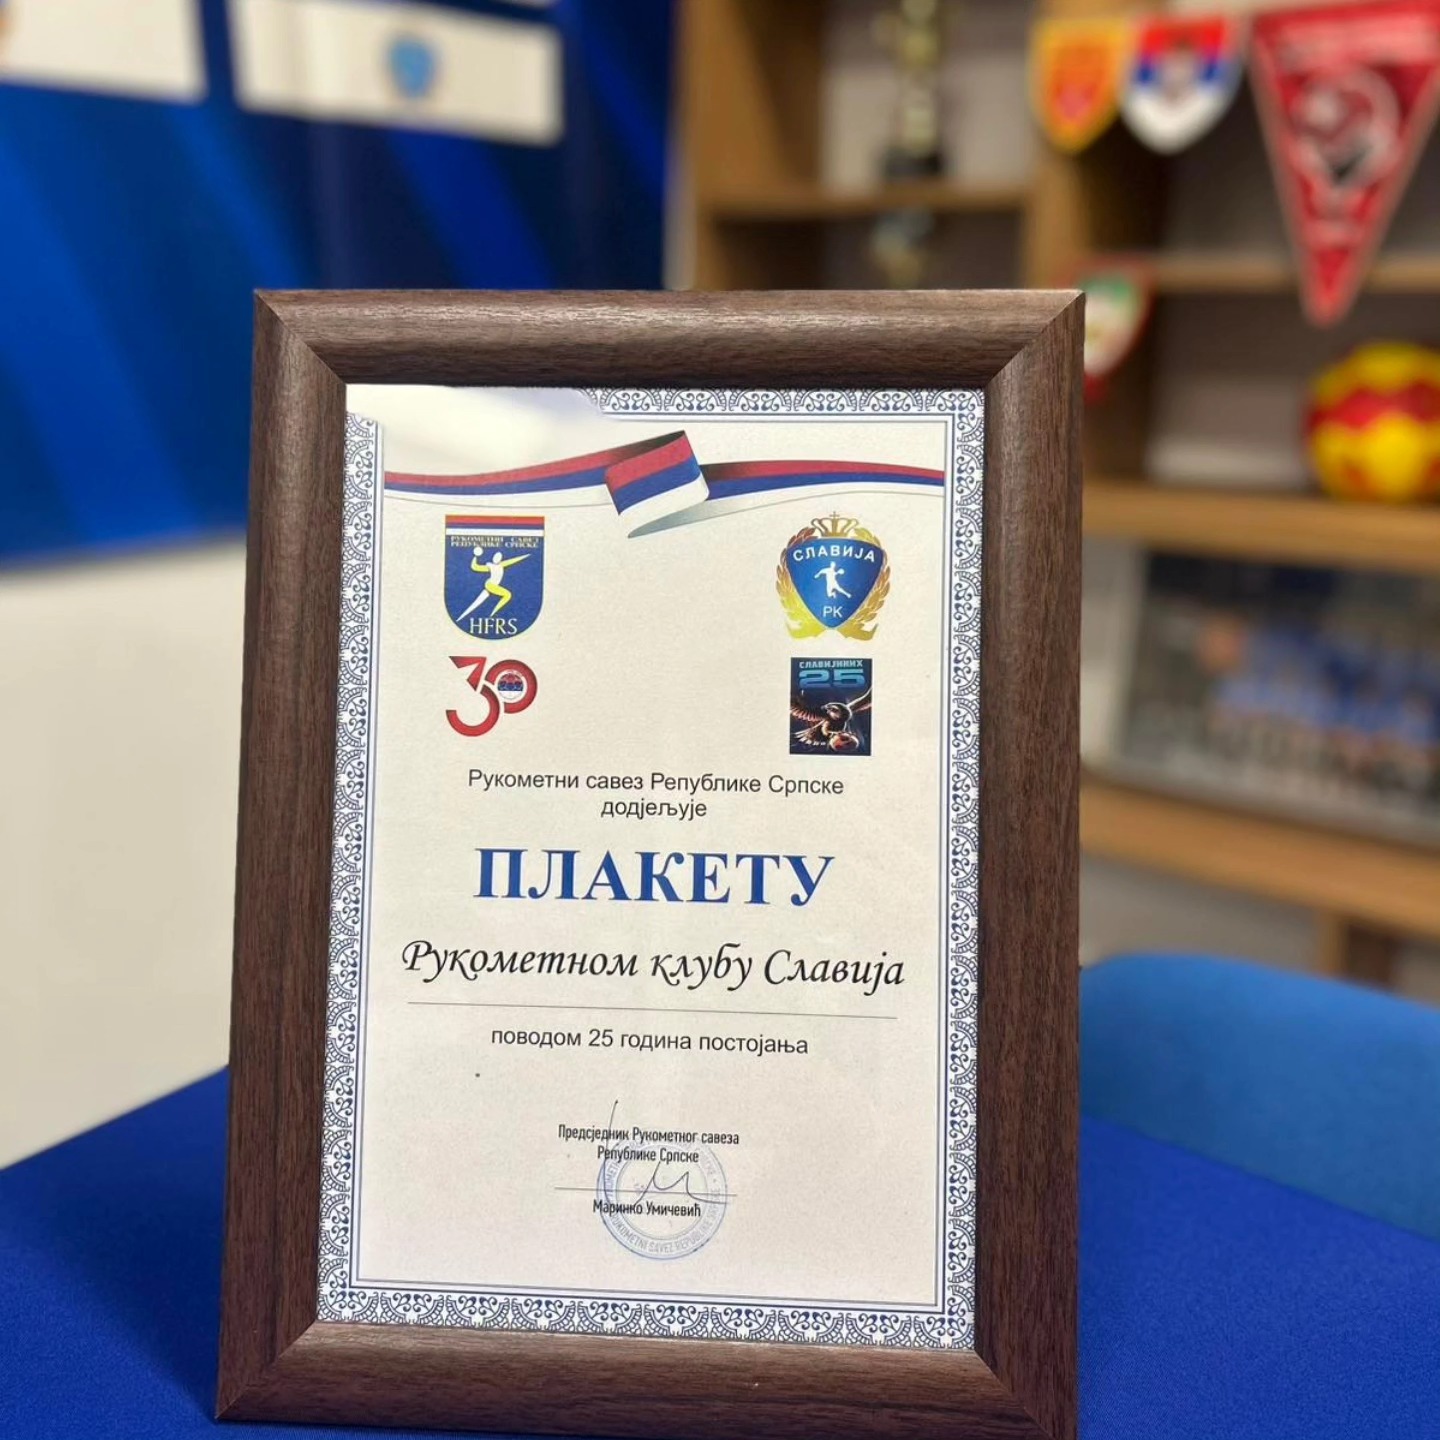 РУКОМЕТНИ САВЕЗ
РЕПУБЛИКЕ СРПСКЕ
HFRS
СЛАВИЈА
РК
30
СЛАВИЈИНИХ
25
Рукометни савез Републике Српске
додјељује
ПЛАКЕТУ
Рукометном клубу Славија
поводом 25 година постојања
Предсједник Рукометног савеза
Републике Српске
Маринко Умичевић